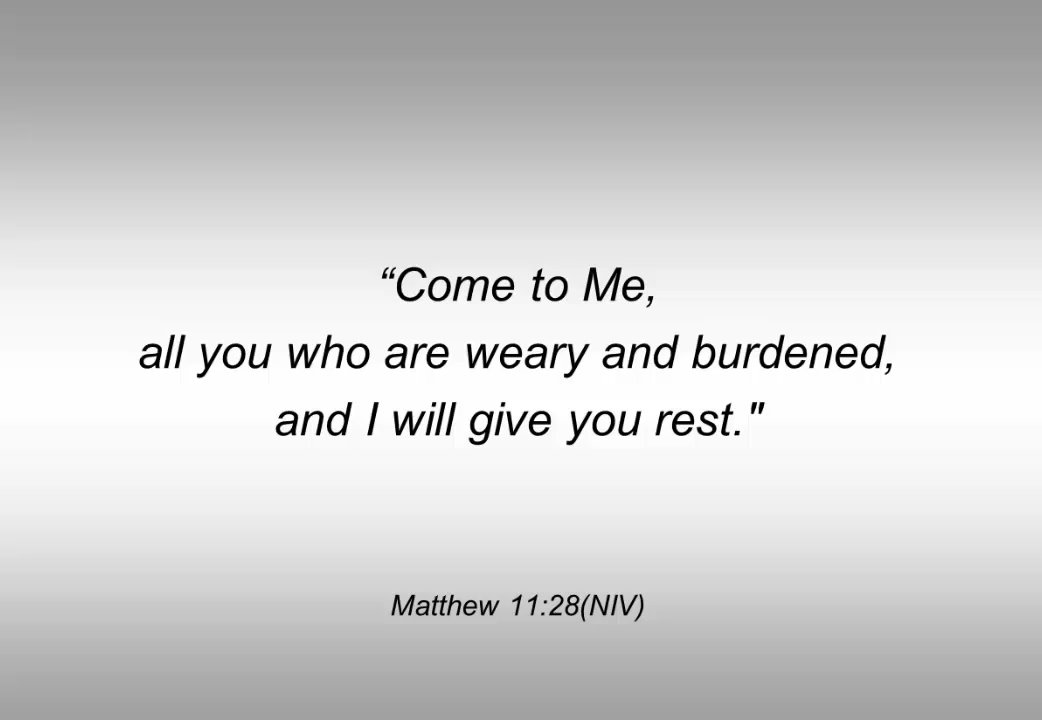 “Come to Me,
all you who are weary and burdened,
and I will give you rest."
Matthew 11:28(NIV)